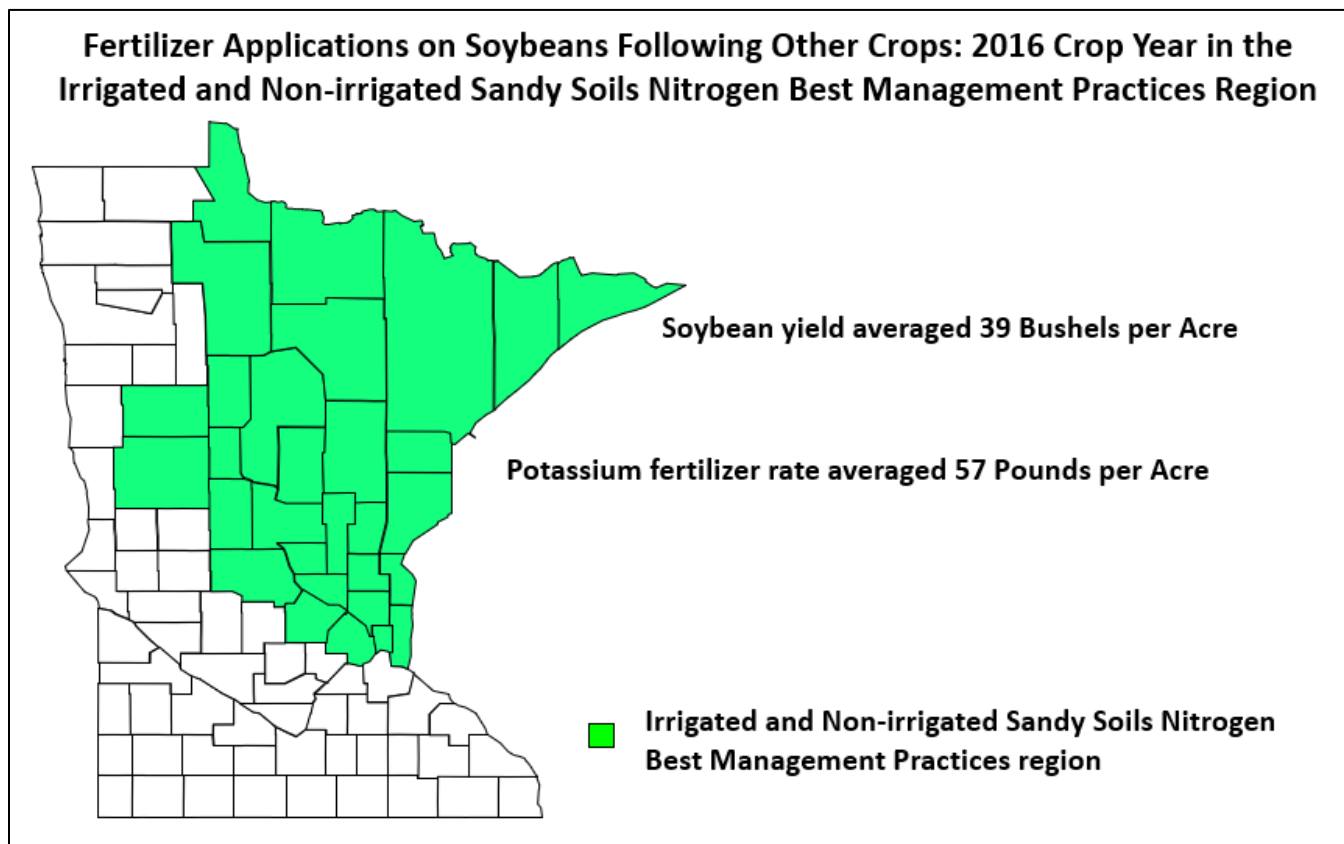 Fertilizer Applications on Soybeans Following Other Crops: 2016 Crop Year in the
Irrigated and Non-irrigated Sandy Soils Nitrogen Best Management Practices Region
Soybean yield averaged 39 Bushels per Acre
Potassium fertilizer rate averaged 57 Pounds per Acre
Irrigated and Non-irrigated Sandy Soils Nitrogen
Best Management Practices region